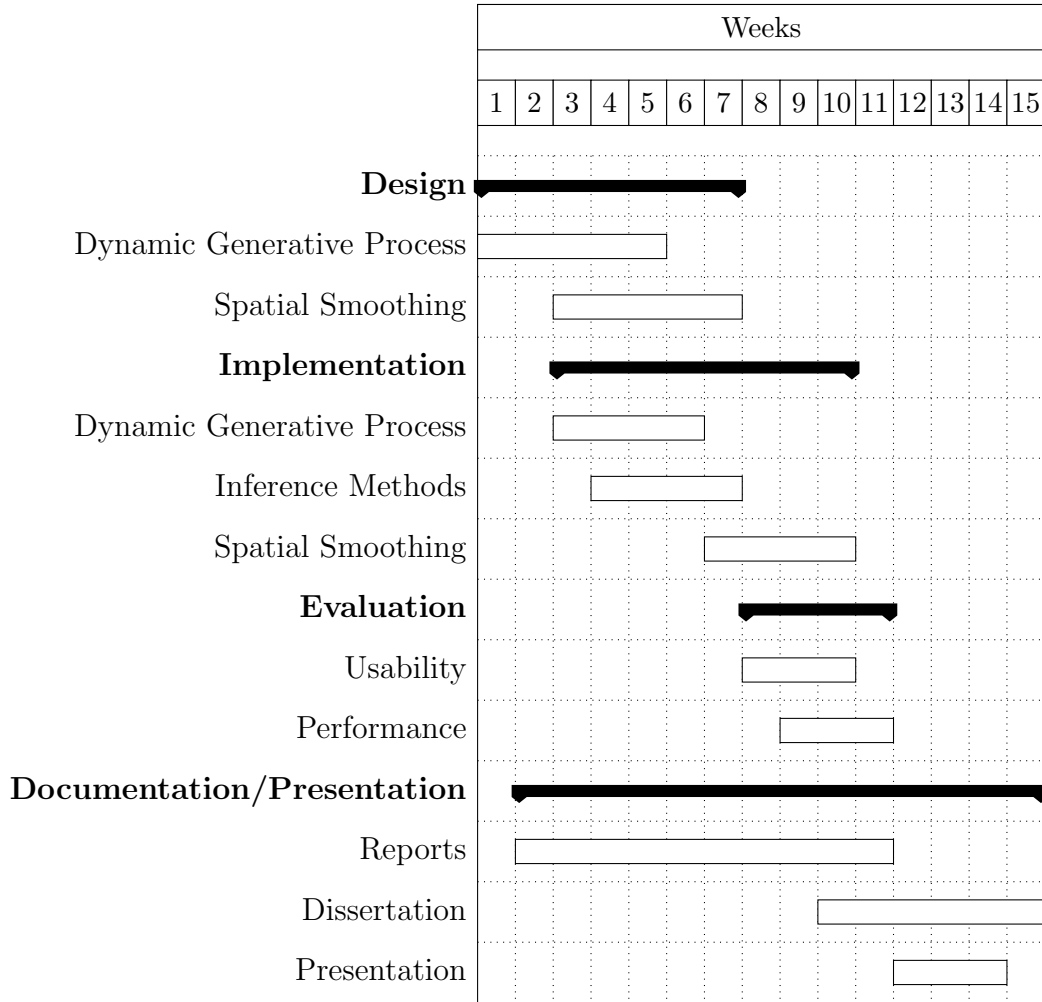 Weeks
1 2 3 4 5 6 7 8 9 10 11 12 13 14 15
Design
Dynamic Generative Process
Spatial Smoothing
Implementation
Dynamic Generative Process
Inference Methods
Spatial Smoothing
Evaluation
Usability
Performance
Documentation/Presentation
Reports
Dissertation
Presentation